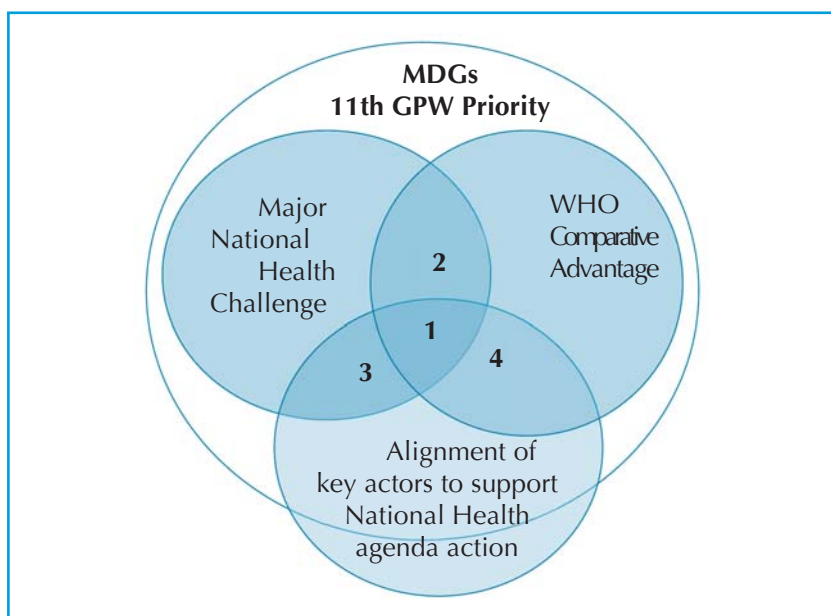 MDGs
11th GPW Priority
Major
National
Health
Challenge
WHO
Comparative
Advantage
2
1
3
4
Alignment of
key actors to support
National Health
agenda action